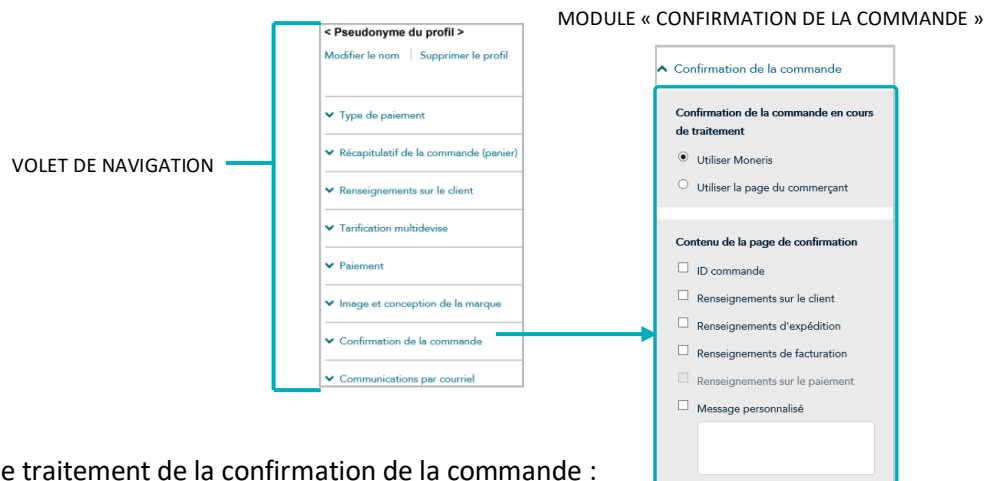 MODULE « CONFIRMATION DE LA COMMANDE »
< Pseudonyme du profil >
Modifier le nom | Supprimer le profil
Type de paiement
Récapitulatif de la commande (panier)
Renseignements sur le client
Tarification multidevise
Paiement
Image et conception de la marque
Confirmation de la commande
Communications par courriel
VOLET DE NAVIGATION
Confirmation de la commande
Confirmation de la commande en cours
de traitement
Utiliser Moneris
Utiliser la page du commerçant
Contenu de la page de confirmation
ID commande
Renseignements sur le client
Renseignements d'expédition
Renseignements de facturation
Renseignements sur le paiement
Message personnalisé
e traitement de la confirmation de la commande :